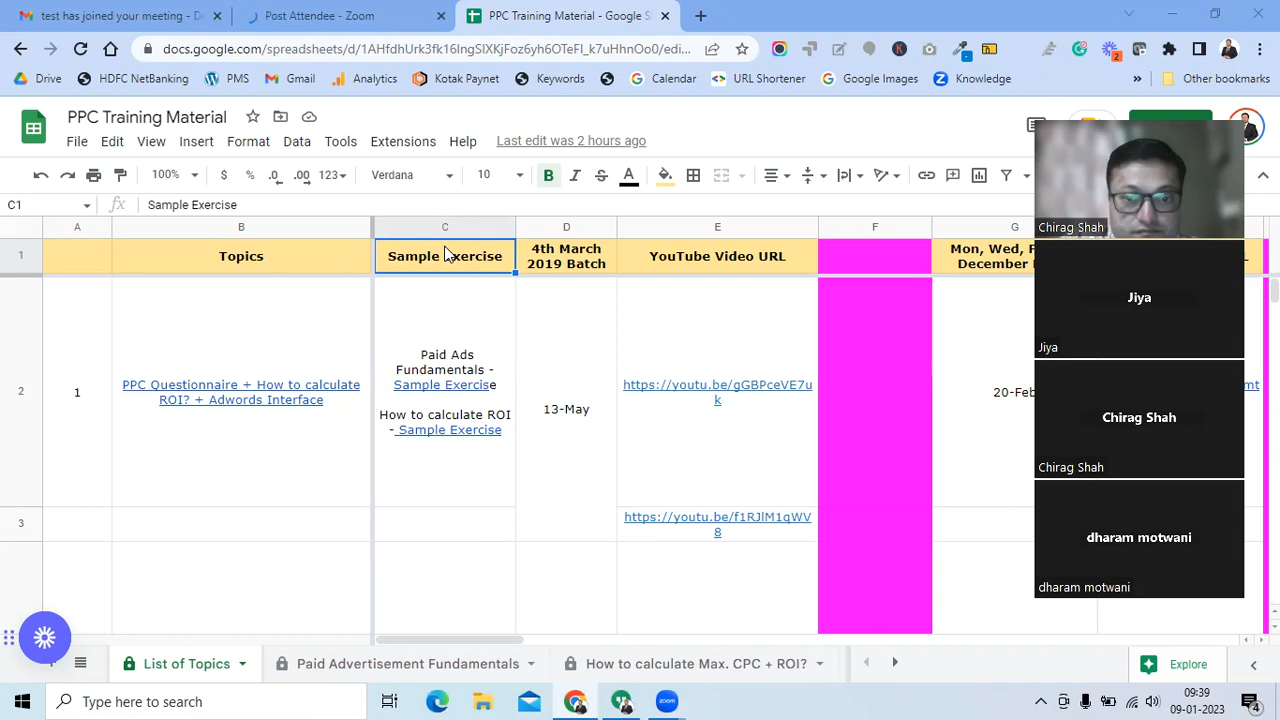 test has joined your meeting - D
Post Attendee - Zoom
PPC Training Material - Google S
docs.google.com/spreadsheets/d/1AHfdhUrk3fk16IngSlXKjFoz6yh6OTeFI_k7uHhnOo0/edi...
Drive
HDFC NetBanking
PMS
Gmail
Analytics
Kotak Paynet
Keywords
Calendar
URL Shortener
Google Images
Knowledge
»
Other bookmarks
PPC Training Material
File Edit View Insert Format Data Tools Extensions Help Last edit was 2 hours ago
100% $ % .0 .00 123 Verdana 10 B I S A
C1 fx Sample Exercise
A B C D E F G
1 Topics Sample Exercise 4th March
2019 Batch YouTube Video URL Mon, Wed, F
December
2 1 PPC Questionnaire + How to calculate
ROI? + Adwords Interface
Paid Ads
Fundamentals -
Sample Exercise
How to calculate ROI
- Sample Exercise
13-May
https://youtu.be/gGBPceVE7u
k
20-Feb
mt
3 https://youtu.be/f1RJlM1qWV
8
Chirag Shah
Jiya
Jiya
Chirag Shah
Chirag Shah
dharam motwani
dharam motwani
List of Topics
Paid Advertisement Fundamentals
How to calculate Max. CPC + ROI?
Explore
Type here to search
zoom
09:39
09-01-2023
4